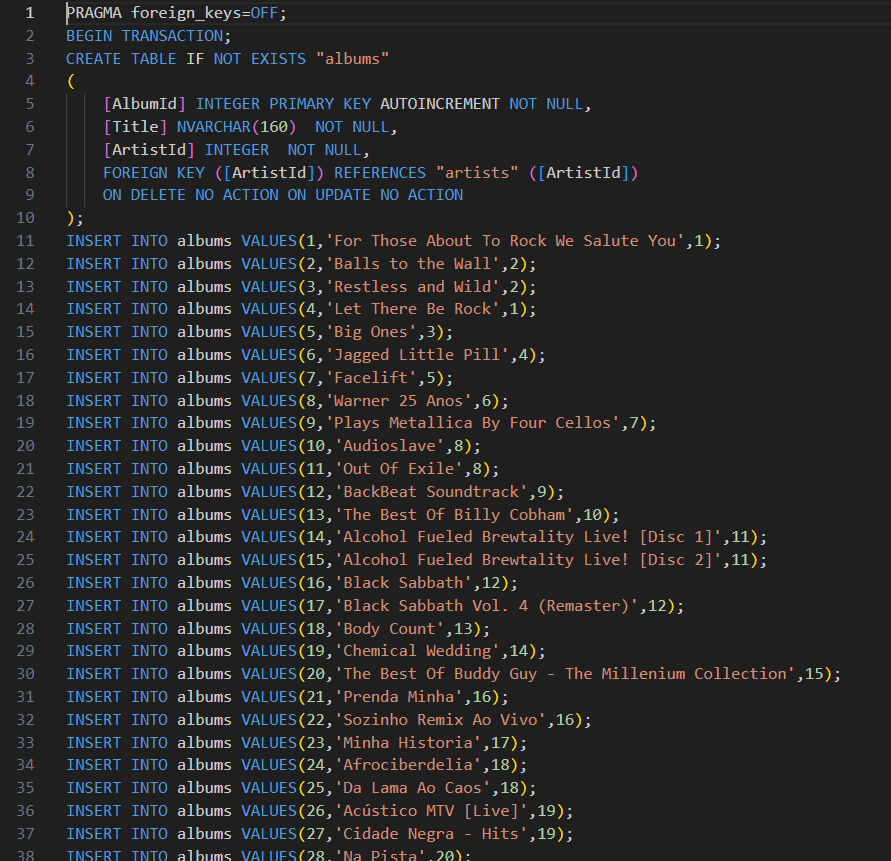 1 PRAGMA foreign_keys=OFF;
2 BEGIN TRANSACTION;
3 CREATE TABLE IF NOT EXISTS "albums"
4 (
5 [AlbumId] INTEGER PRIMARY KEY AUTOINCREMENT NOT NULL,
6 [Title] NVARCHAR(160)  NOT NULL,
7 [ArtistId] INTEGER  NOT NULL,
8 FOREIGN KEY ([ArtistId]) REFERENCES "artists" ([ArtistId])
9 ON DELETE NO ACTION ON UPDATE NO ACTION
10 );
11 INSERT INTO albums VALUES(1,'For Those About To Rock We Salute You',1);
12 INSERT INTO albums VALUES(2,'Balls to the Wall',2);
13 INSERT INTO albums VALUES(3,'Restless and Wild',2);
14 INSERT INTO albums VALUES(4,'Let There Be Rock',1);
15 INSERT INTO albums VALUES(5,'Big Ones',3);
16 INSERT INTO albums VALUES(6,'Jagged Little Pill',4);
17 INSERT INTO albums VALUES(7,'Facelift',5);
18 INSERT INTO albums VALUES(8,'Warner 25 Anos',6);
19 INSERT INTO albums VALUES(9,'Plays Metallica By Four Cellos',7);
20 INSERT INTO albums VALUES(10,'Audioslave',8);
21 INSERT INTO albums VALUES(11,'Out Of Exile',8);
22 INSERT INTO albums VALUES(12,'BackBeat Soundtrack',9);
23 INSERT INTO albums VALUES(13,'The Best Of Billy Cobham',10);
24 INSERT INTO albums VALUES(14,'Alcohol Fueled Brewtality Live! [Disc 1]',11);
25 INSERT INTO albums VALUES(15,'Alcohol Fueled Brewtality Live! [Disc 2]',11);
26 INSERT INTO albums VALUES(16,'Black Sabbath',12);
27 INSERT INTO albums VALUES(17,'Black Sabbath Vol. 4 (Remaster)',12);
28 INSERT INTO albums VALUES(18,'Body Count',13);
29 INSERT INTO albums VALUES(19,'Chemical Wedding',14);
30 INSERT INTO albums VALUES(20,'The Best Of Buddy Guy - The Millenium Collection',15);
31 INSERT INTO albums VALUES(21,'Prenda Minha',16);
32 INSERT INTO albums VALUES(22,'Sozinho Remix Ao Vivo',16);
33 INSERT INTO albums VALUES(23,'Minha Historia',17);
34 INSERT INTO albums VALUES(24,'Afrociberdelia',18);
35 INSERT INTO albums VALUES(25,'Da Lama Ao Caos',18);
36 INSERT INTO albums VALUES(26,'Acústico MTV [Live]',19);
37 INSERT INTO albums VALUES(27,'Cidade Negra - Hits',19);
38 INSERT INTO albums VALUES(28,'Na Pista',20);